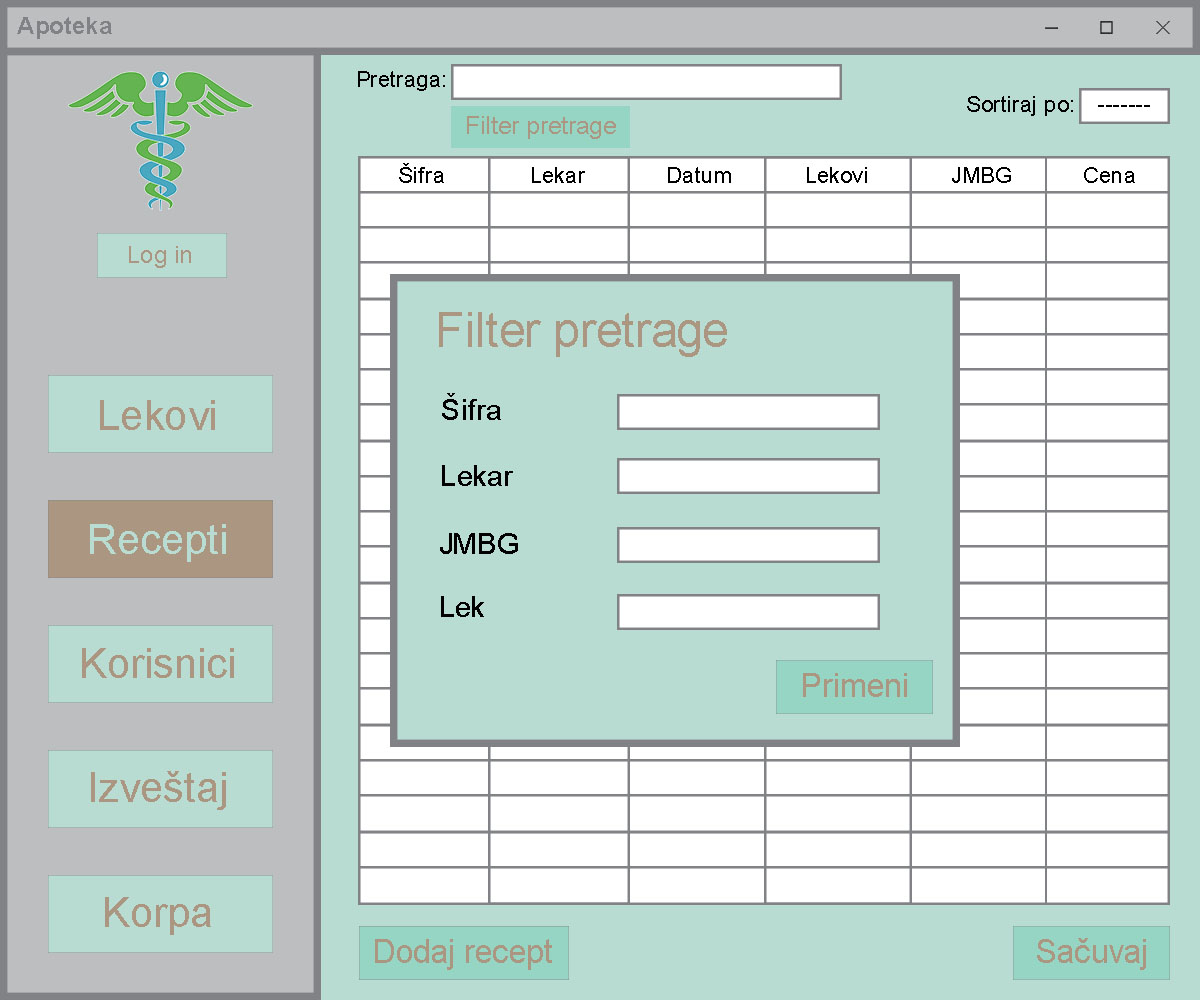 Apoteka
Log in
Lekovi
Recepti
Korisnici
Izveštaj
Korpa
Pretraga:
Filter pretrage
Sortiraj po: -------
Šifra Lekar Datum Lekovi JMBG Cena
Filter pretrage
Šifra
Lekar
JMBG
Lek
Primeni
Dodaj recept Sačuvaj